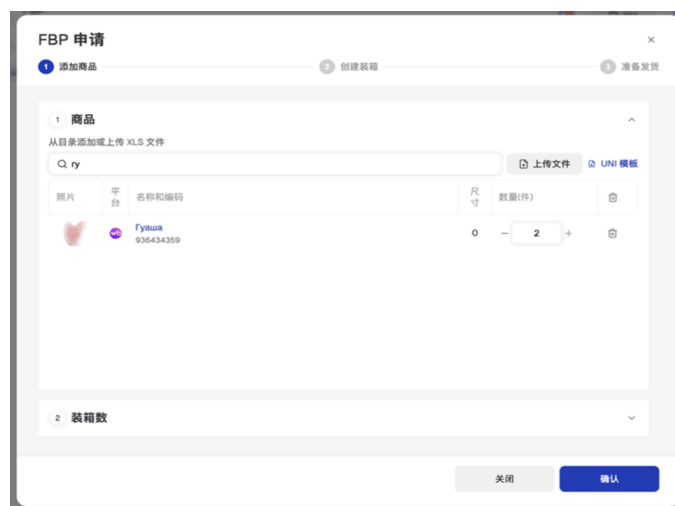 FBP 申请
×
1 添加商品
2 创建装箱
3 准备发货
1 商品
从目录添加或上传 XLS 文件
ry
上传文件
UNI 模板
照片 平台 名称和编码 尺寸 数量(件)
wb Гуаша 0 − 2 +
936434359
2 装箱数
关闭 确认